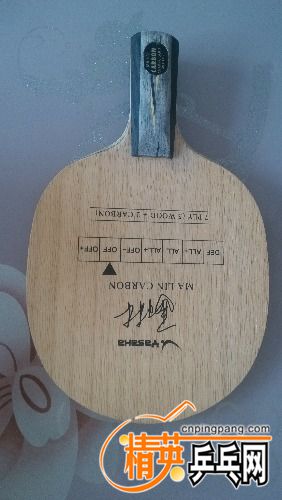 CARBON
Yasaka
MA LIN CARBON
DEF ALL- ALL ALL+ OFF- OFF OFF+
7 PLY (5 WOOD + 2 CARBON)
cnpingpang.com
精英乒乓网